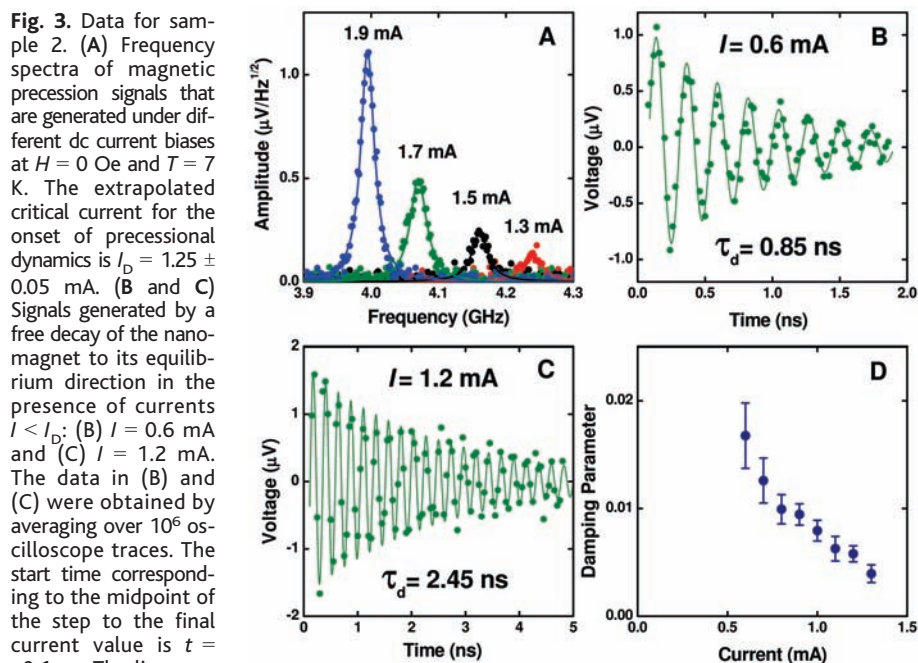 Fig. 3. Data for sam-
ple 2. (A) Frequency
spectra of magnetic
precession signals that
are generated under dif-
ferent dc current biases
at H = 0 Oe and T = 7
K. The extrapolated
critical current for the
onset of precessional
dynamics is I_D = 1.25 ±
0.05 mA. (B and C)
Signals generated by a
free decay of the nano-
magnet to its equilib-
rium direction in the
presence of currents
I < I_D: (B) I = 0.6 mA
and (C) I = 1.2 mA.
The data in (B) and
(C) were obtained by
averaging over 10⁶ os-
cilloscope traces. The
start time correspond-
ing to the midpoint of
the step to the final
current value is t =
A
1.9 mA
1.7 mA
1.5 mA
1.3 mA
Amplitude (μV/Hz^1/2)
1.0
0.5
0.0
3.9 4.0 4.1 4.2 4.3
Frequency (GHz)
B
I = 0.6 mA
τ_d= 0.85 ns
Voltage (μV)
1.0
0.5
0.0
-0.5
-1.0
0.0 0.5 1.0 1.5 2.0
Time (ns)
C
I = 1.2 mA
τ_d= 2.45 ns
Voltage (μV)
2
1
0
-1
-2
0 1 2 3 4 5
Time (ns)
D
Damping Parameter
0.02
0.01
0.00
0.0 0.5 1.0 1.5
Current (mA)